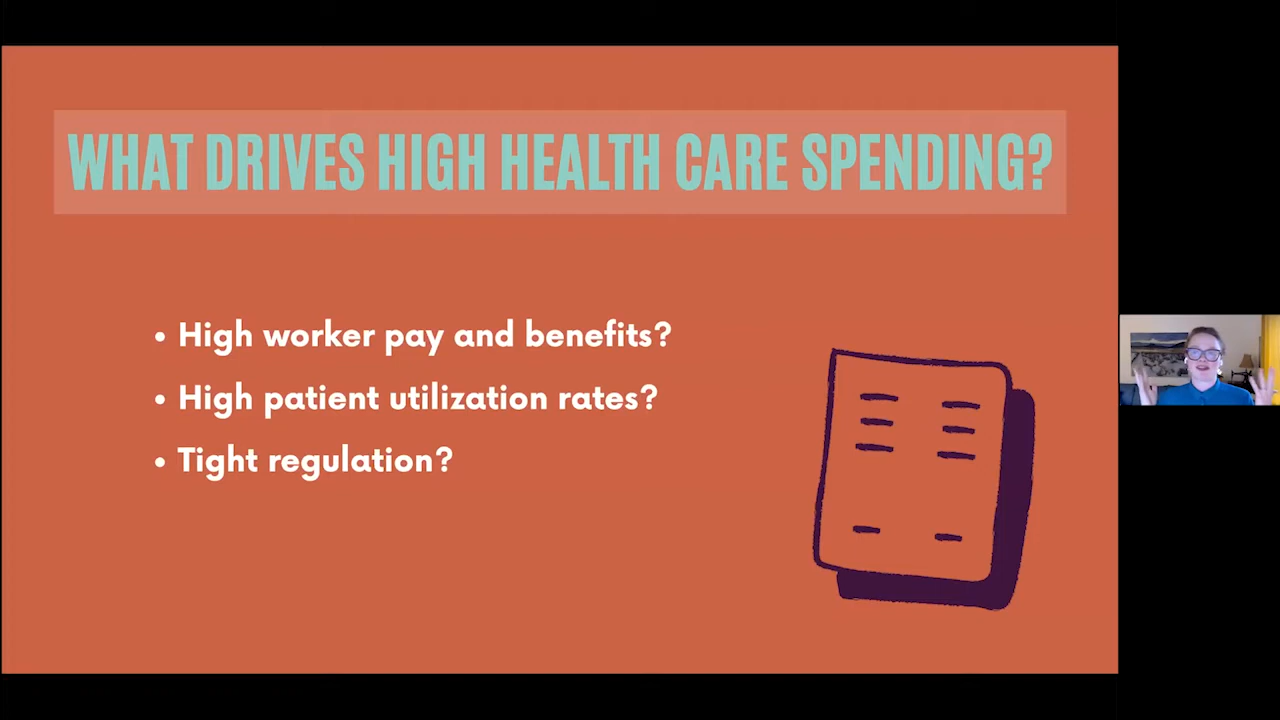 WHAT DRIVES HIGH HEALTH CARE SPENDING?
• High worker pay and benefits?
• High patient utilization rates?
• Tight regulation?